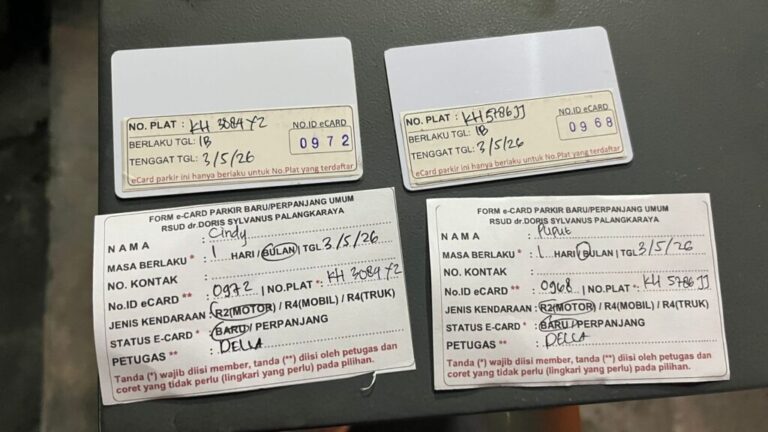 NO. PLAT : KH 3084 YZ
NO.ID eCARD
BERLAKU TGL: 1B
0972
TENGGAT TGL: 3/5/26
eCard parkir ini hanya berlaku untuk No.Plat yang terdaftar
NO. PLAT : KH 5786 JJ
NO.ID eCARD
BERLAKU TGL: 1B
0968
TENGGAT TGL: 3/5/26
eCard parkir ini hanya berlaku untuk No.Plat yang terdaftar
FORM e-CARD PARKIR BARU/PERPANJANG UMUM
RSUD dr.DORIS SYLVANUS PALANGKARAYA
NAMA : Cindy
MASA BERLAKU * : 1 HARI / BULAN | TGL 3/5/26
NO. KONTAK :
No.ID eCARD ** : 0972 | NO.PLAT * : KH 3084 YZ
JENIS KENDARAAN : R2(MOTOR) / R4(MOBIL) / R4(TRUK)
STATUS E-CARD * : BARU / PERPANJANG
PETUGAS ** : DELLA
Tanda (*) wajib diisi member, tanda (**) diisi oleh petugas dan
coret yang tidak perlu (lingkari yang perlu) pada pilihan.
FORM e-CARD PARKIR BARU/PERPANJANG UMUM
RSUD dr.DORIS SYLVANUS PALANGKARAYA
NAMA : Puput
MASA BERLAKU * : 1 HARI / BULAN | TGL 3/5/26
NO. KONTAK :
No.ID eCARD ** : 0968 | NO.PLAT * : KH 5786 JJ
JENIS KENDARAAN : R2(MOTOR) / R4(MOBIL) / R4(TRUK)
STATUS E-CARD * : BARU / PERPANJANG
PETUGAS ** : DELLA
Tanda (*) wajib diisi member, tanda (**) diisi oleh petugas dan
coret yang tidak perlu (lingkari yang perlu) pada pilihan.